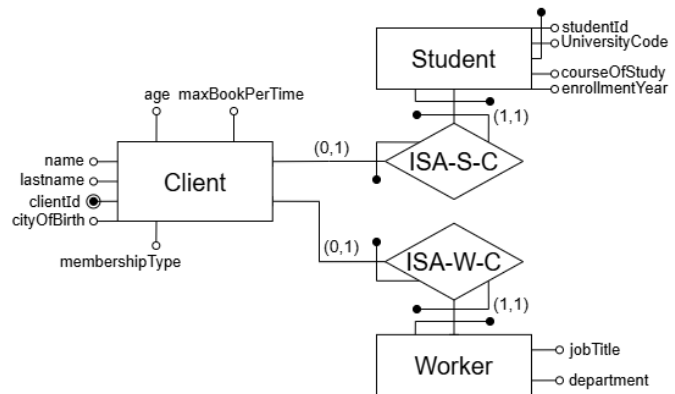 studentId
UniversityCode
Student
courseOfStudy
enrollmentYear
age maxBookPerTime
(1,1)
(0,1)
ISA-S-C
name
lastname
Client
clientId
cityOfBirth
(0,1)
ISA-W-C
membershipType
(1,1)
jobTitle
Worker
department